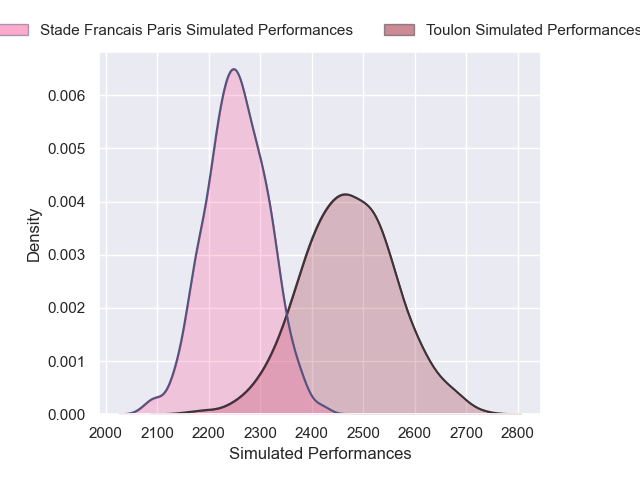 Stade Francais Paris Simulated Performances Toulon Simulated Performances
0.006
0.005
0.004
0.003
0.002
0.001
0.000
Density
2000 2100 2200 2300 2400 2500 2600 2700 2800
Simulated Performances